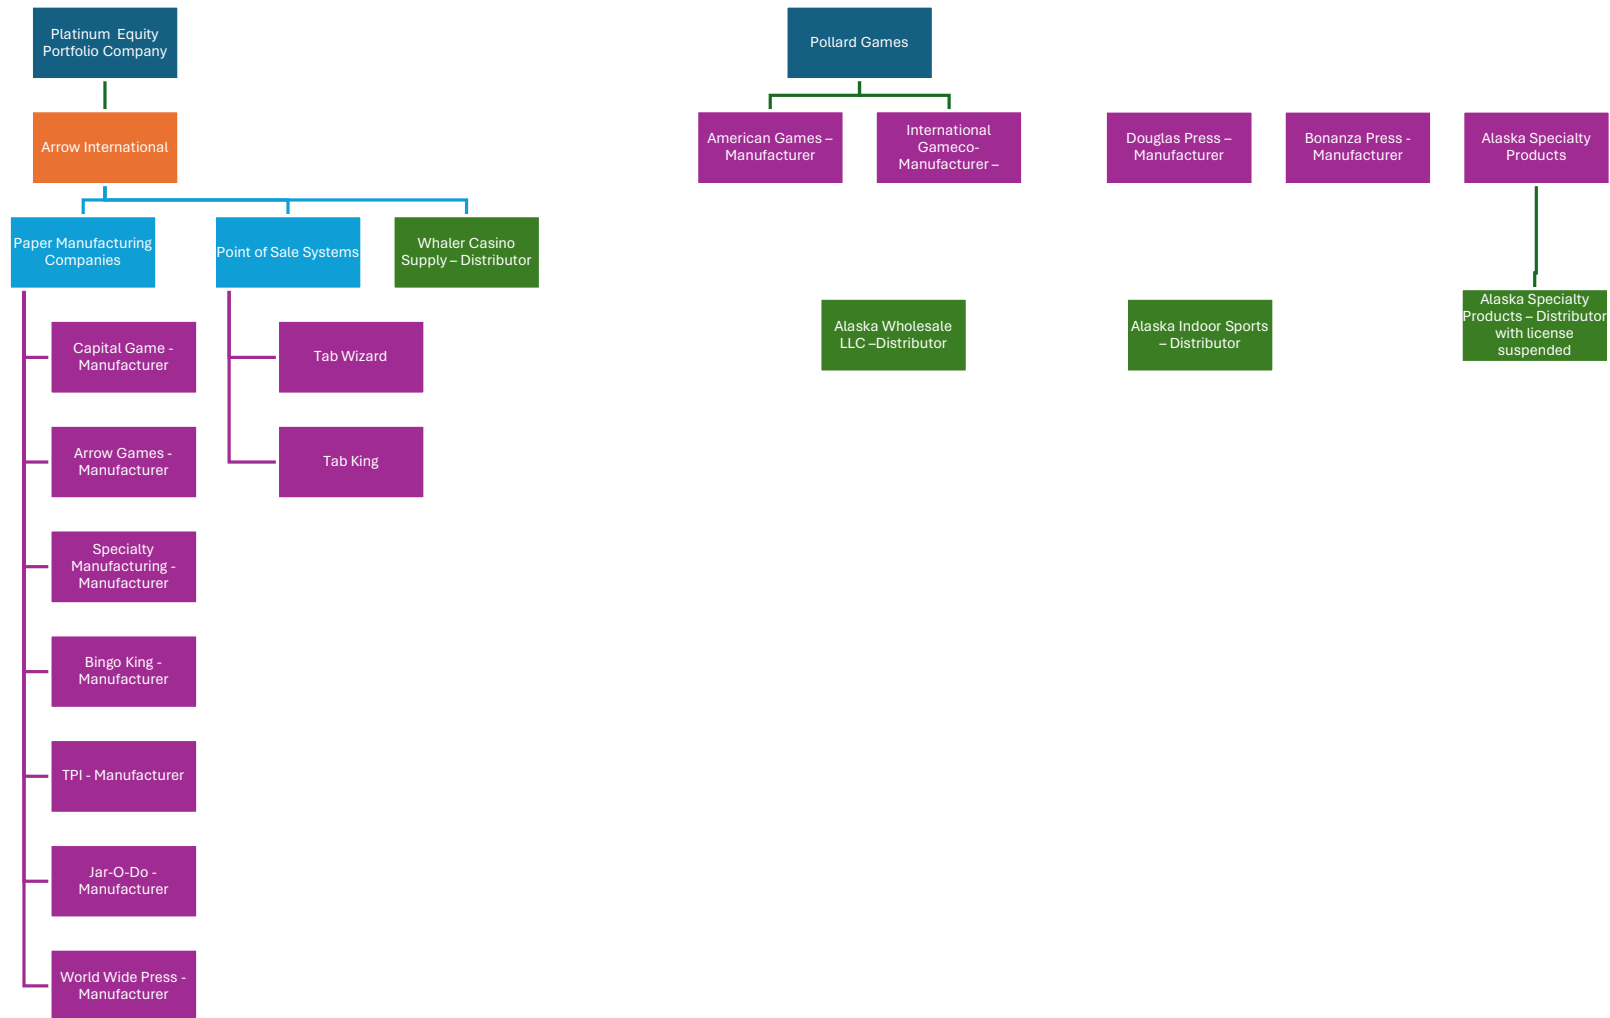 Platinum  Equity
Portfolio Company
Pollard Games
Arrow International
American Games –
Manufacturer
International
Gameco-
Manufacturer –
Douglas Press –
Manufacturer
Bonanza Press -
Manufacturer
Alaska Specialty
Products
Paper Manufacturing
Companies
Point of Sale Systems
Whaler Casino
Supply – Distributor
Alaska Wholesale
LLC –Distributor
Alaska Indoor Sports
– Distributor
Alaska Specialty
Products – Distributor
with license
suspended
Capital Game -
Manufacturer
Tab Wizard
Arrow Games -
Manufacturer
Tab King
Specialty
Manufacturing -
Manufacturer
Bingo King -
Manufacturer
TPI - Manufacturer
Jar-O-Do -
Manufacturer
World Wide Press -
Manufacturer